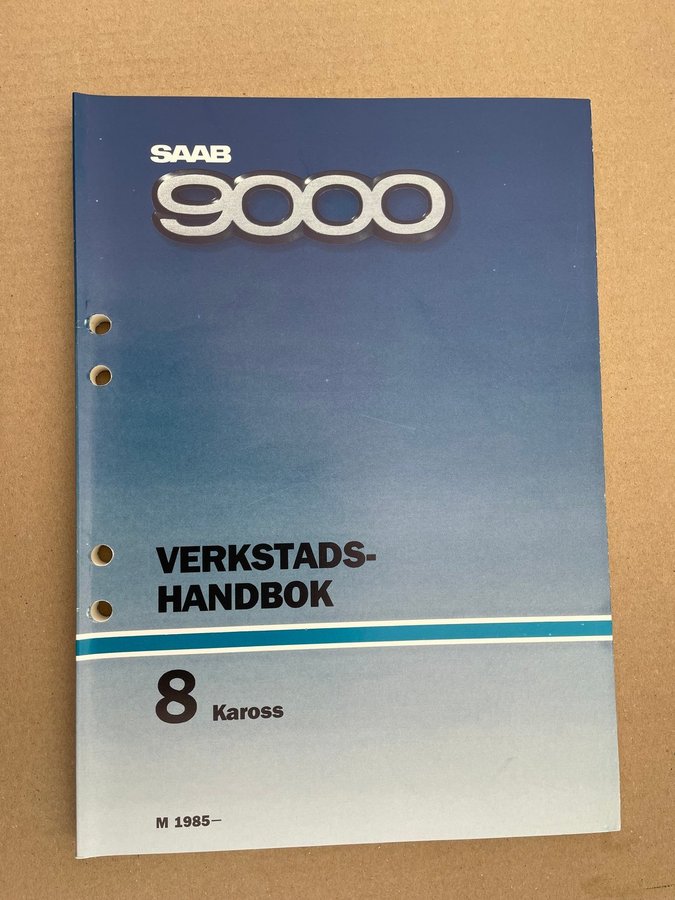 SAAB
9000
VERKSTADS-
HANDBOK
8 Kaross
M 1985–